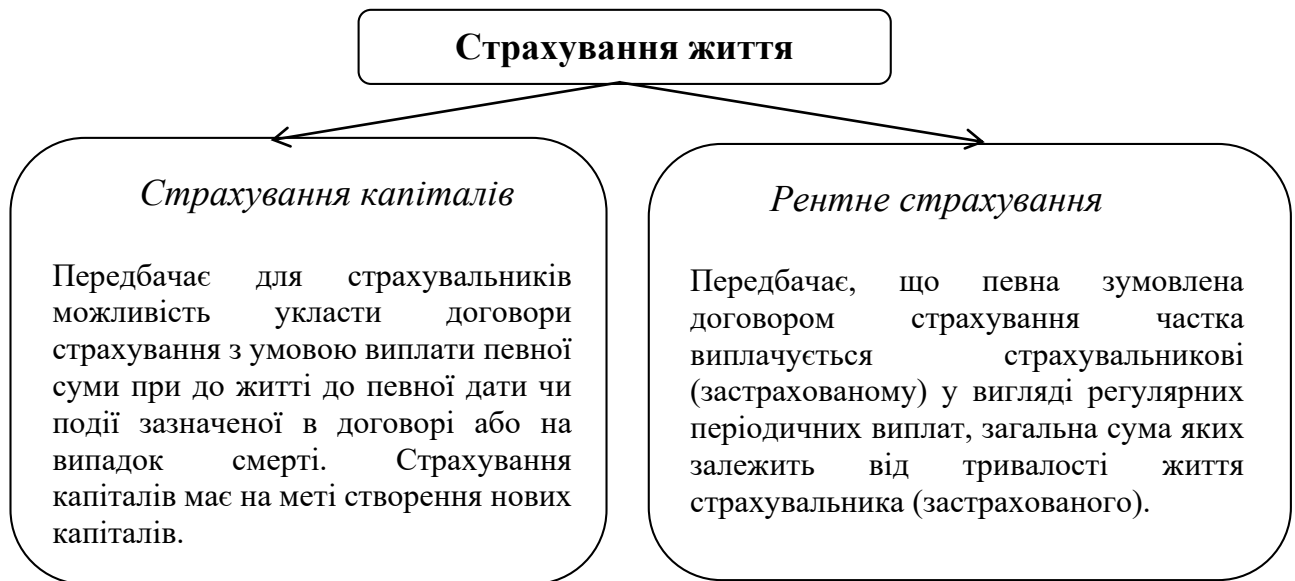 Страхування життя
Страхування капіталів
Передбачає для страхувальників
можливість укласти договори
страхування з умовою виплати певної
суми при до житті до певної дати чи
події зазначеної в договорі або на
випадок смерті. Страхування
капіталів має на меті створення нових
капіталів.
Рентне страхування
Передбачає, що певна зумовлена
договором страхування частка
виплачується страхувальникові
(застрахованому) у вигляді регулярних
періодичних виплат, загальна сума яких
залежить від тривалості життя
страхувальника (застрахованого).